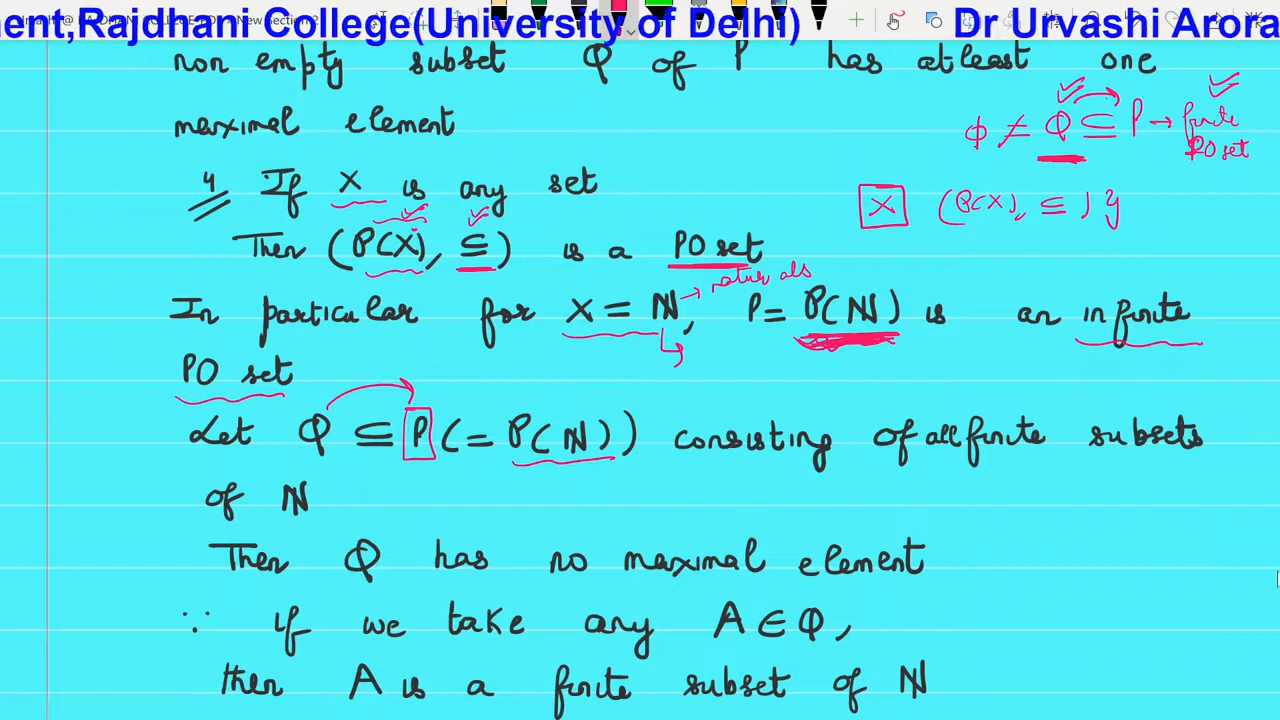 ent,Rajdhani College(University of Delhi) Dr Urvashi Arora
non empty subset Q of P has atleast one
maximal element
ϕ ≠ Q ⊆ P → finite PO set
4 If X is any set
X (P(X), ⊆ ) y
Then (P(X), ⊆) is a PO set
→ naturals
In particular for X = ℕ, P = P(ℕ) is an infinite
PO set
Let Q ⊆ P (= P(ℕ)) consisting of all finite subsets
of ℕ
Then Q has no maximal element
∵ if we take any A ∈ Q,
then A is a finite subset of ℕ